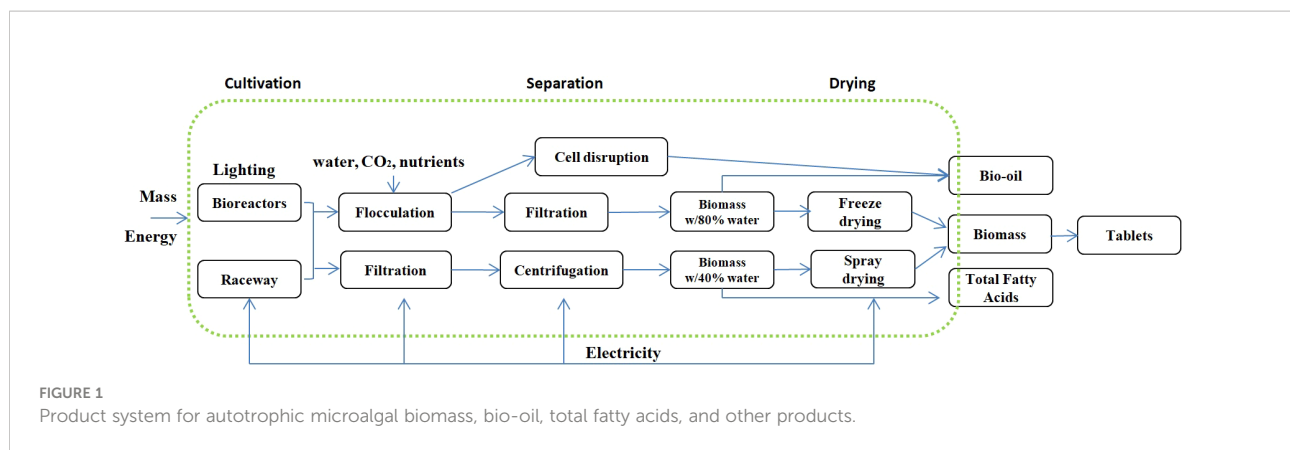 Cultivation
Separation
Drying
water, CO₂, nutrients
Cell disruption
Lighting
Bio-oil
Mass
Bioreactors
Flocculation
Filtration
Biomass
w/80% water
Freeze
drying
Energy
Biomass
Tablets
Raceway
Filtration
Centrifugation
Biomass
w/40% water
Spray
drying
Total Fatty
Acids
Electricity
FIGURE 1
Product system for autotrophic microalgal biomass, bio-oil, total fatty acids, and other products.